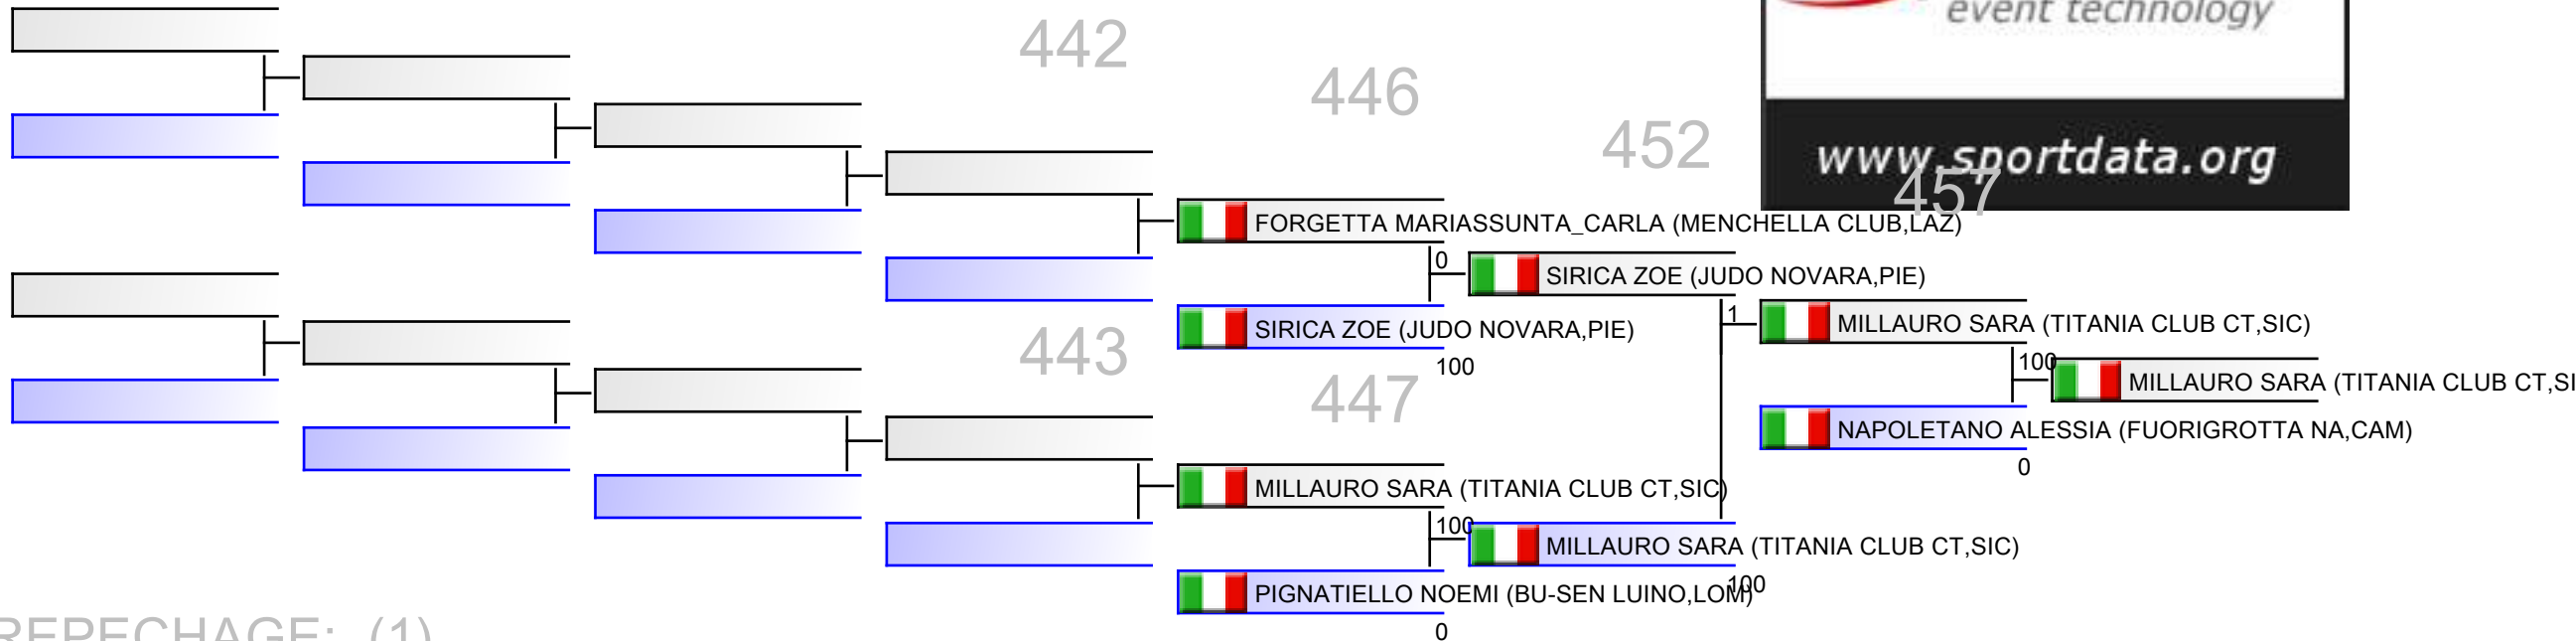 event technology
442
446
452
www.sportdata.org
457
FORGETTA MARIASSUNTA_CARLA (MENCHELLA CLUB,LAZ)
0
SIRICA ZOE (JUDO NOVARA,PIE)
1
MILLAURO SARA (TITANIA CLUB CT,SIC)
SIRICA ZOE (JUDO NOVARA,PIE)
443
100
100
MILLAURO SARA (TITANIA CLUB CT,SI
447
NAPOLETANO ALESSIA (FUORIGROTTA NA,CAM)
0
MILLAURO SARA (TITANIA CLUB CT,SIC)
100
MILLAURO SARA (TITANIA CLUB CT,SIC)
100
PIGNATIELLO NOEMI (BU-SEN LUINO,LOM)
0
REPECHAGE: (1)